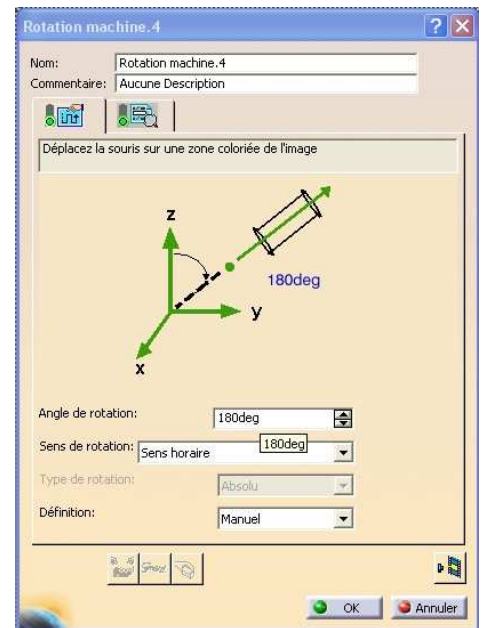 Rotation machine.4
Nom: Rotation machine.4
Commentaire: Aucune Description
Déplacez la souris sur une zone coloriée de l'image
z
180deg
y
x
Angle de rotation: 180deg
180deg
Sens de rotation: Sens horaire
Type de rotation: Absolu
Définition: Manuel
OK Annuler